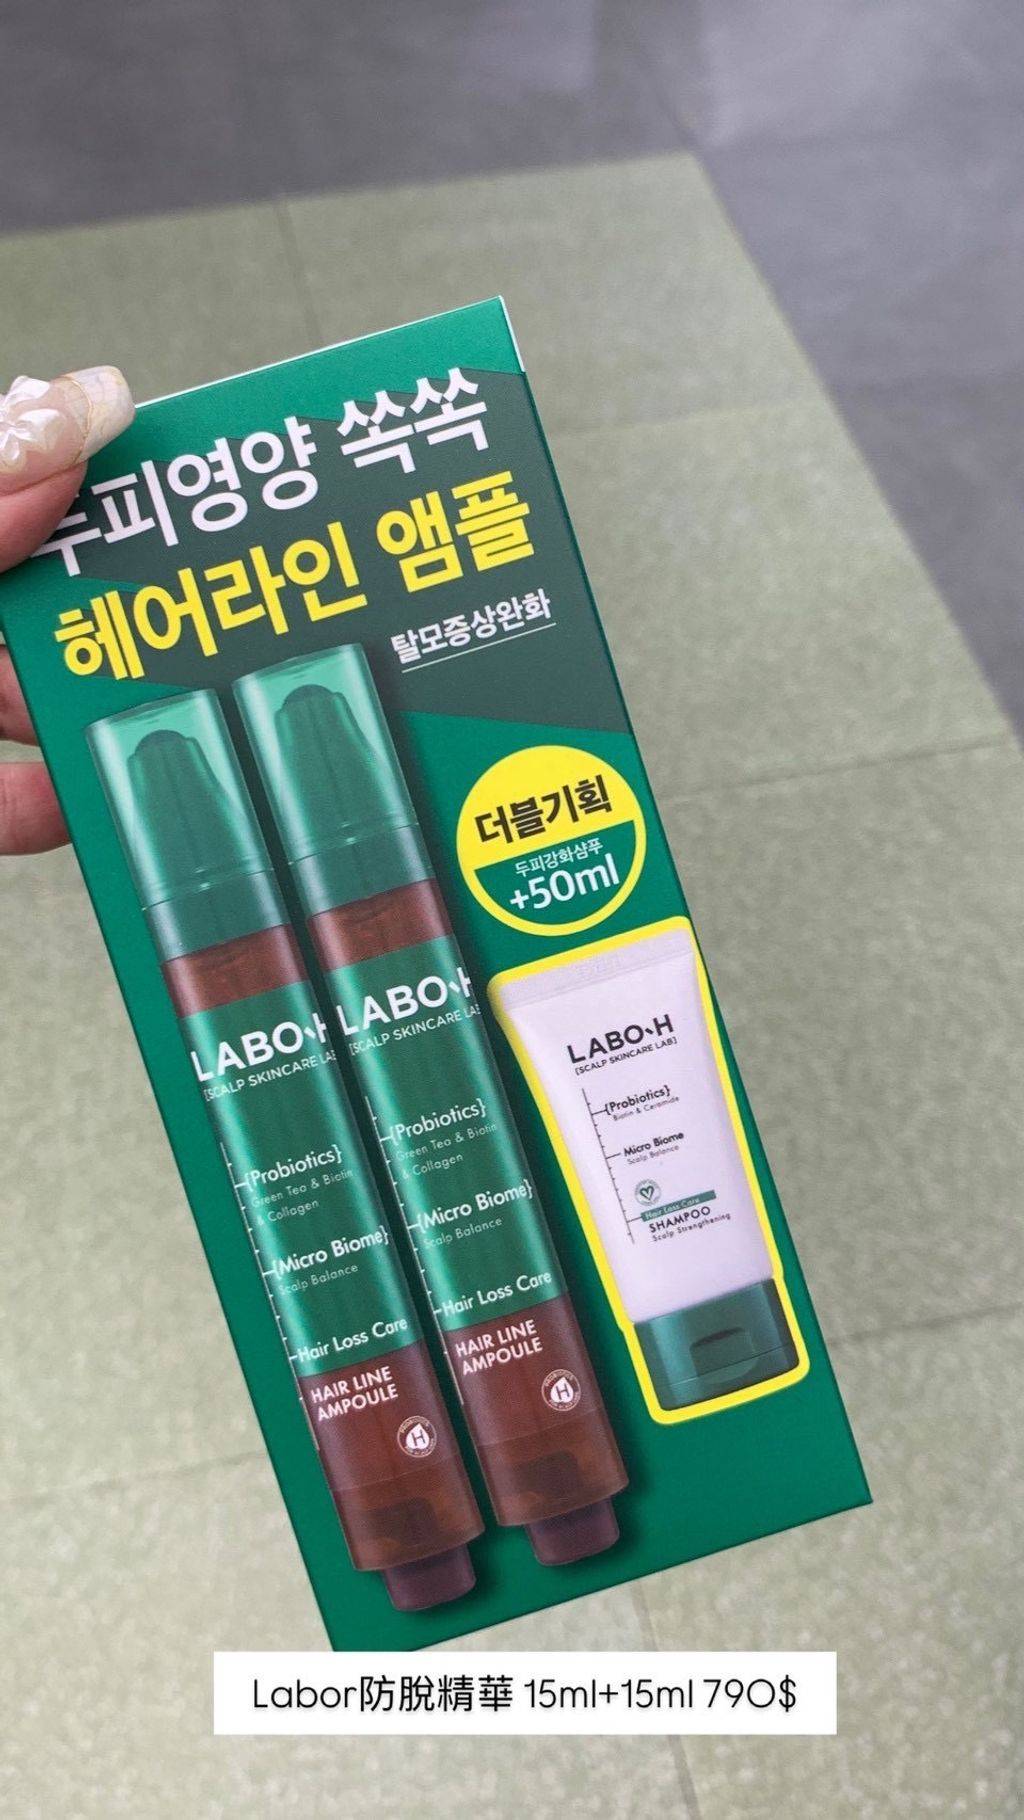 두피영양 쏙쏙
헤어라인 앰플
탈모증상완화
더블기획
두피강화샴푸
+50ml
LABO-H
[SCALP SKINCARE LAB]
{Probiotics}
Green Tea & Biotin
& Collagen
{Micro Biome}
Scalp Balance
Hair Loss Care
HAIR LINE
AMPOULE
H
LABO-H
[SCALP SKINCARE LAB
{Probiotics}
Green Tea & Biotin
& Collagen
{Micro Biome}
Scalp Balance
Hair Loss Care
HAIR LINE
AMPOULE
H
LABO-H
[SCALP SKINCARE LAB]
{Probiotics}
Biotin & Ceramide
Micro Biome
Scalp Balance
Hair Loss Care
SHAMPOO
Scalp Strengthening
Labor防脫精華 15ml+15ml 790$